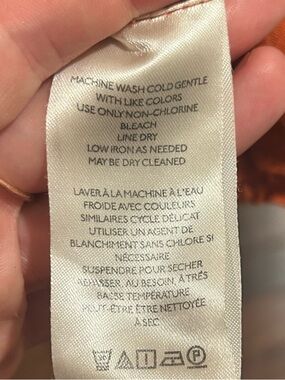 MACHINE WASH COLD GENTLE
WITH LIKE COLORS
USE ONLY NON-CHLORINE
BLEACH
LINE DRY
LOW IRON AS NEEDED
MAY BE DRY CLEANED
LAVER À LA MACHINE À L'EAU
FROIDE AVEC COULEURS
SIMILAIRES CYCLE DÉLICAT
UTILISER UN AGENT DE
BLANCHIMENT SANS CHLORE SI
NÉCESSAIRE
SUSPENDRE POUR SÉCHER
REPASSER, AU BESOIN, À TRÈS
BASSE TEMPÉRATURE
PEUT-ÊTRE ÊTRE NETTOYÉE
À SEC
30 P